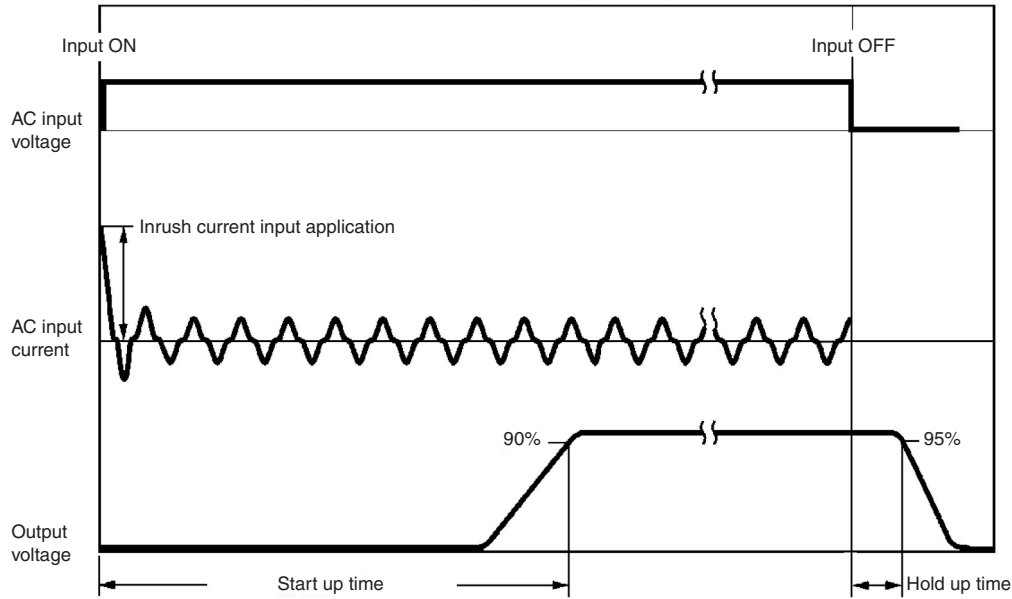 Input ON
Input OFF
AC input
voltage
Inrush current input application
AC input
current
90%
95%
Output
voltage
Start up time
Hold up time